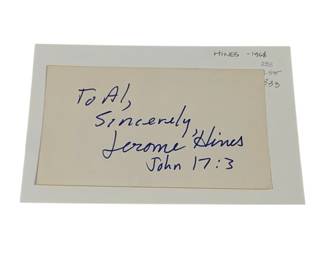 HINES - 1968
To Al,
Sincerely,
Jerome Hines
John 17:3